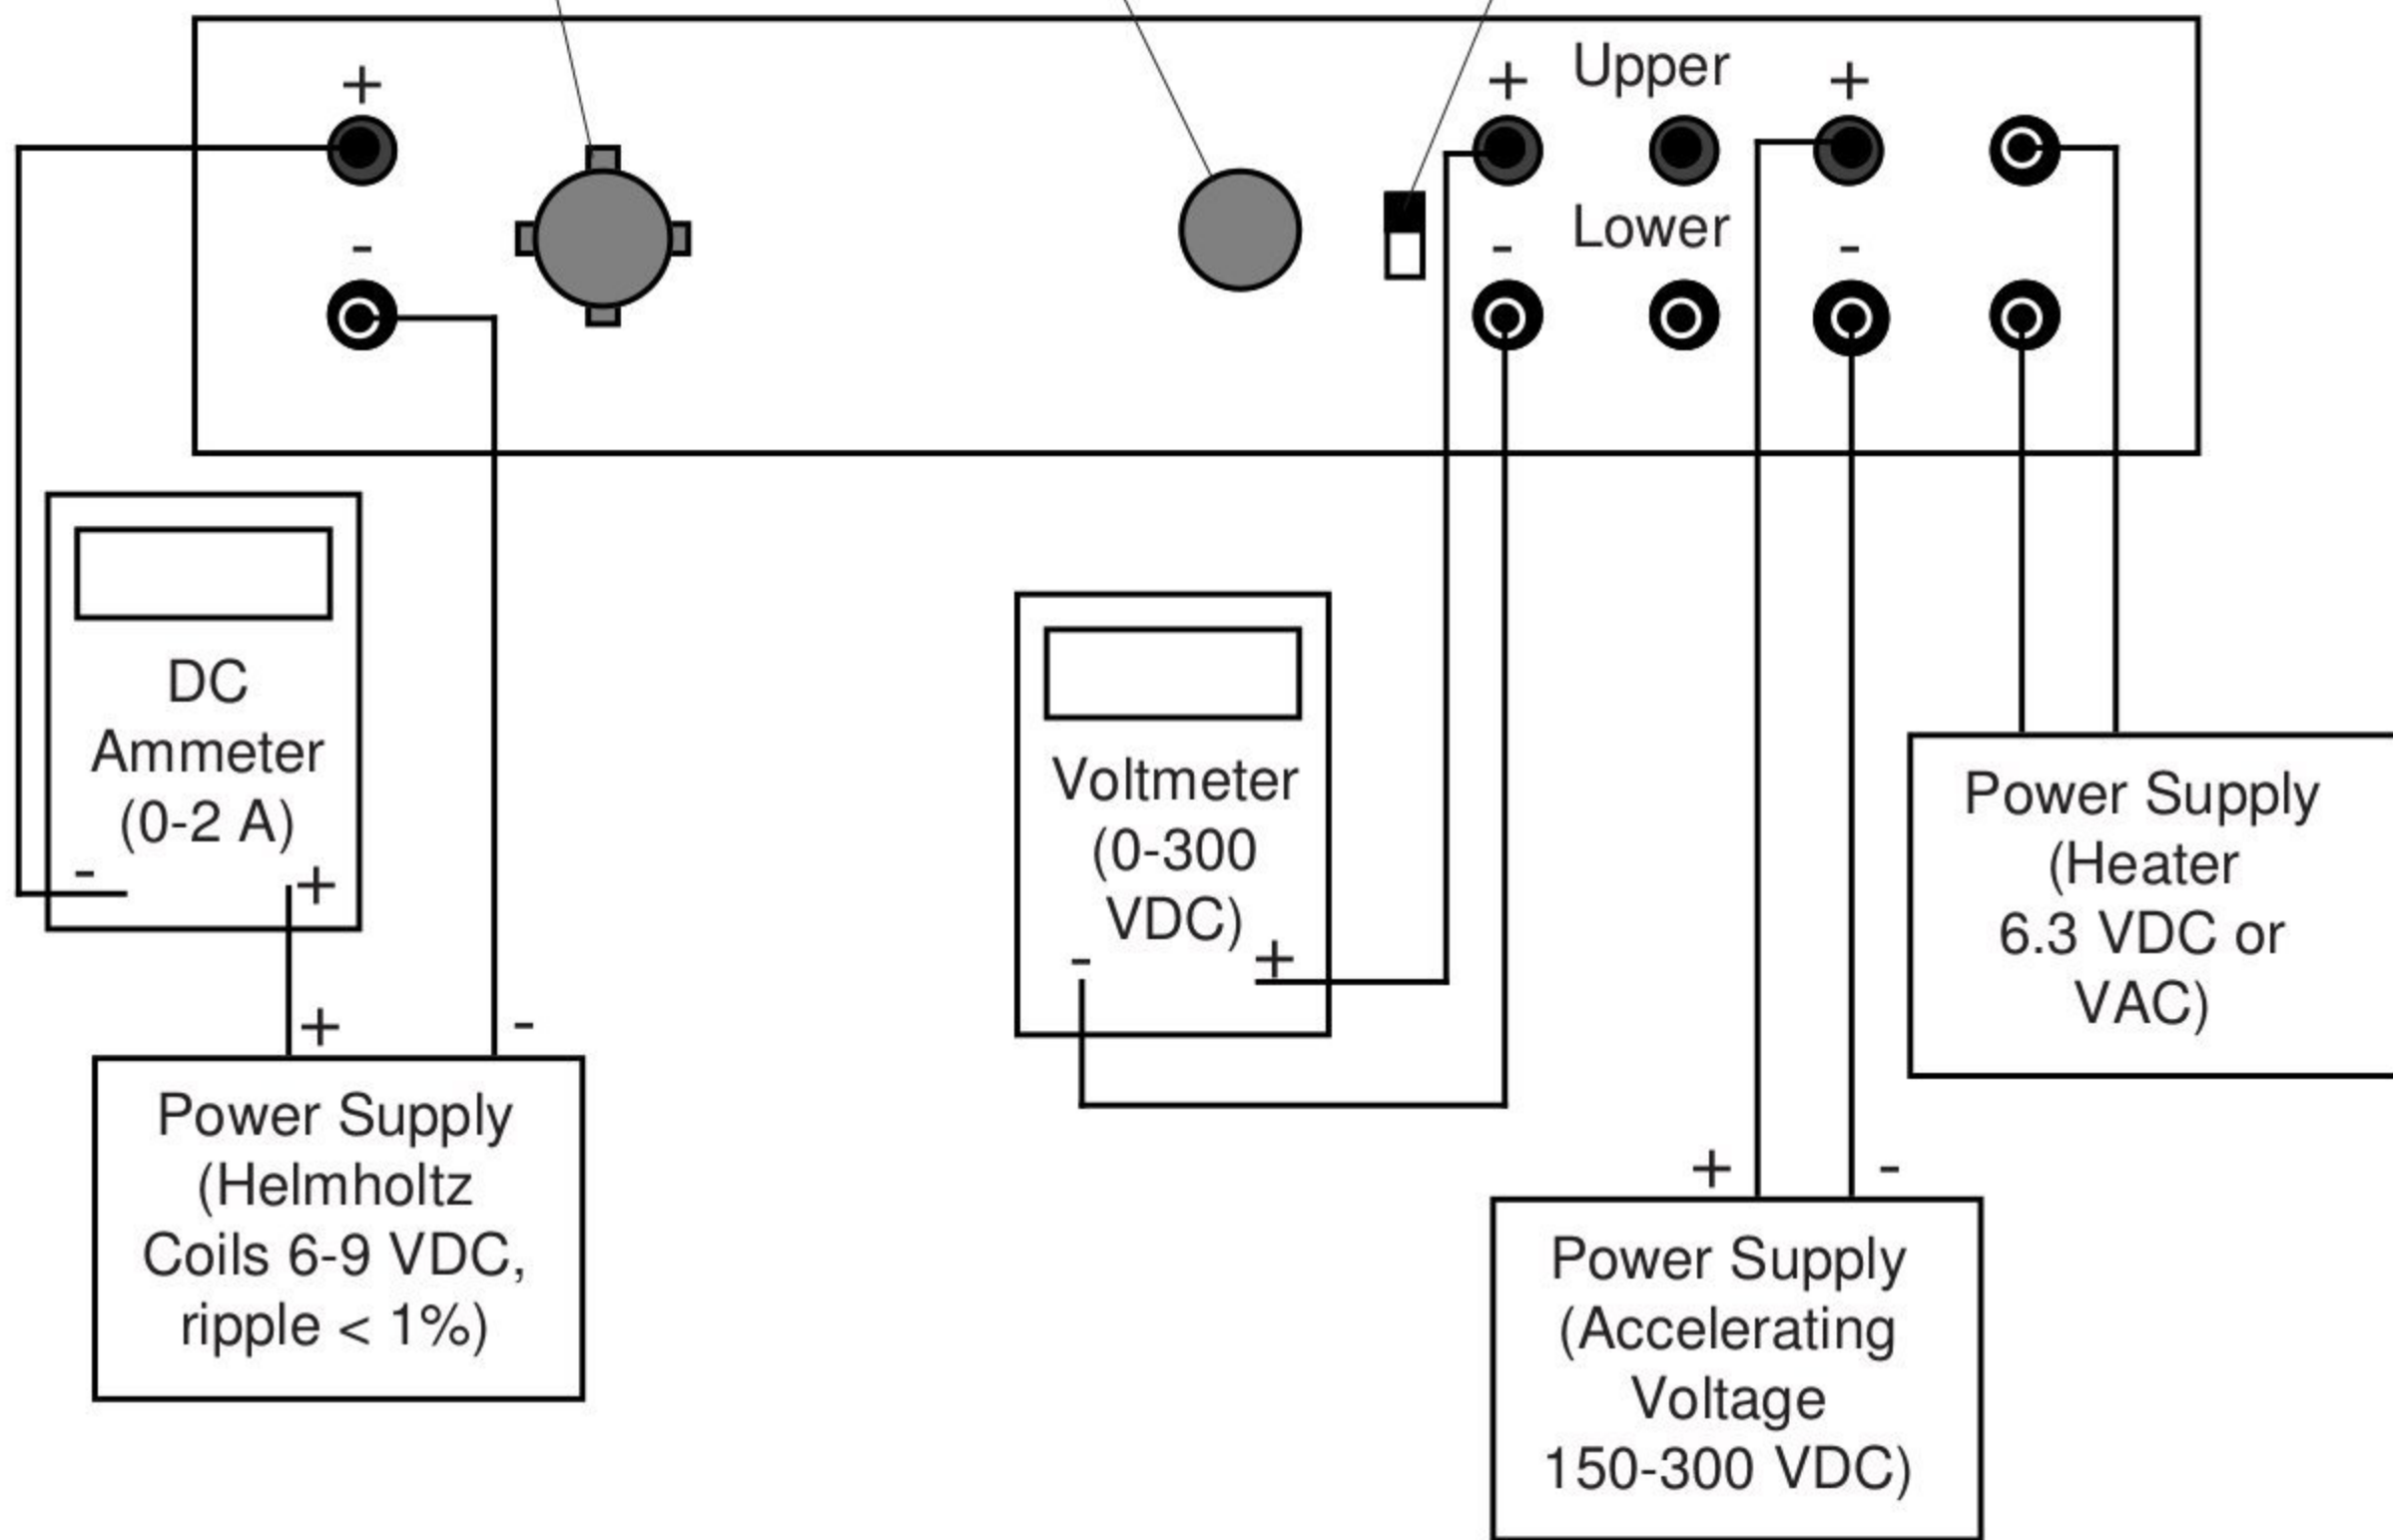 +
+ Upper +
-
- Lower -
DC
Ammeter
(0-2 A)
- +
+ -
Power Supply
(Helmholtz
Coils 6-9 VDC,
ripple < 1%)
Voltmeter
(0-300
VDC)
- +
Power Supply
(Heater
6.3 VDC or
VAC)
+ -
Power Supply
(Accelerating
Voltage
150-300 VDC)